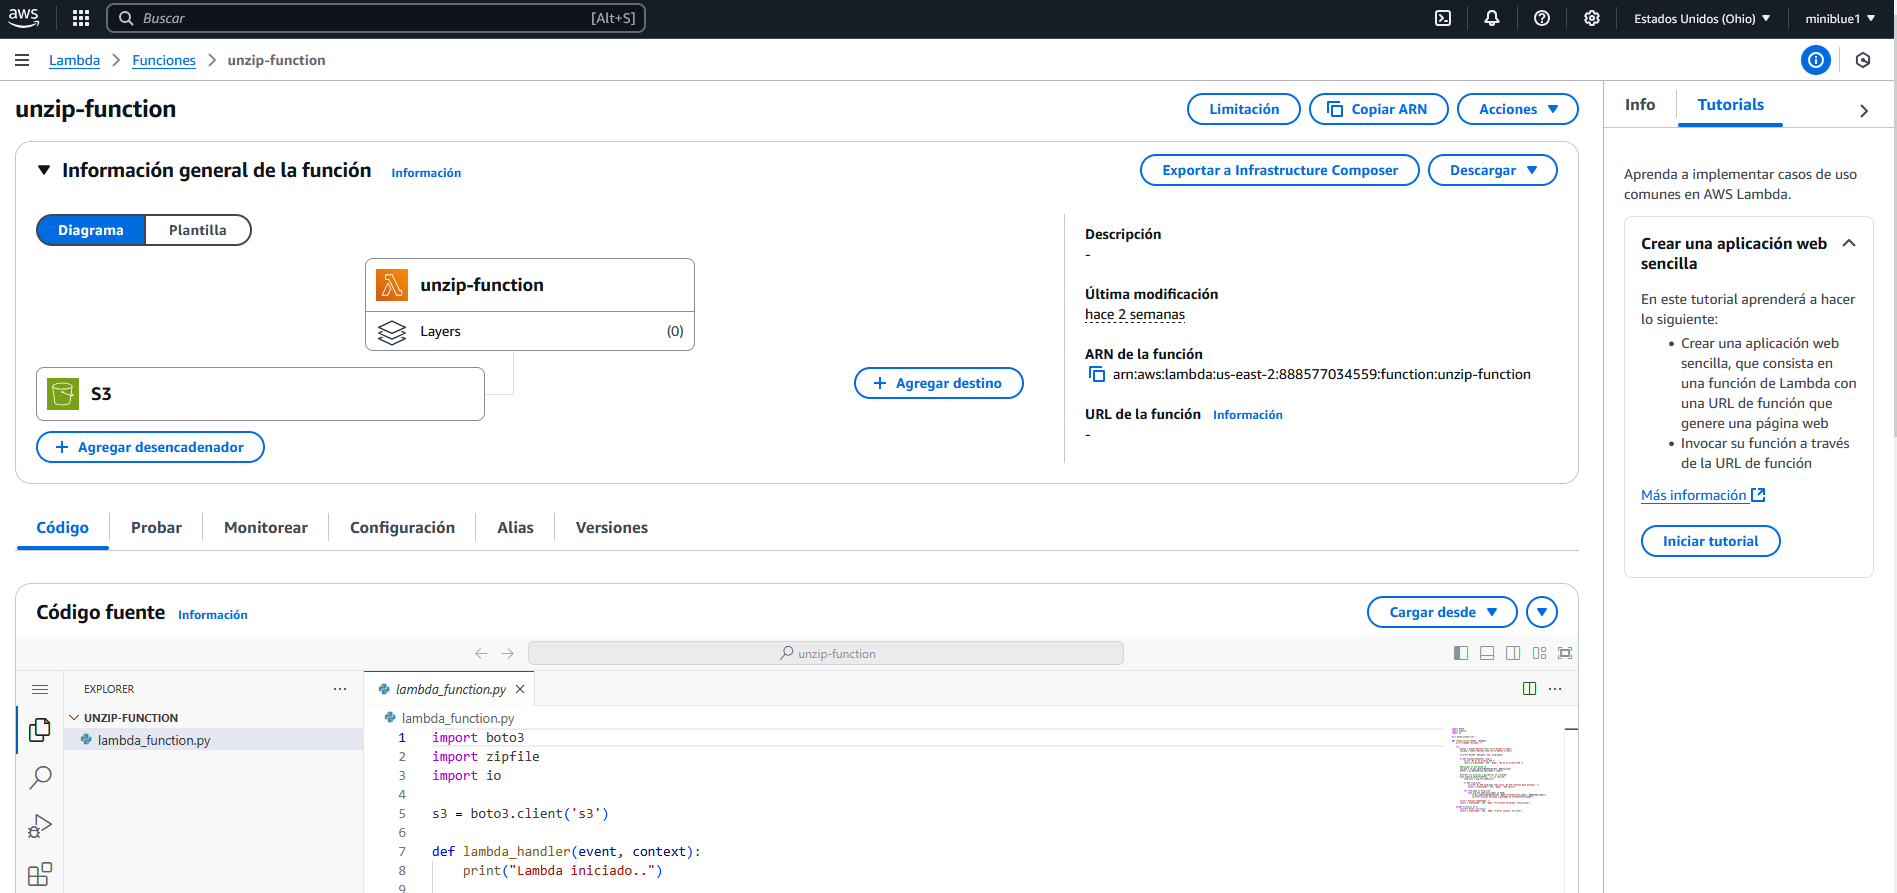 aws
Buscar [Alt+S]
Estados Unidos (Ohio)
miniblue1
Lambda
Funciones
unzip-function
unzip-function
Limitación
Copiar ARN
Acciones
Información general de la función
Información
Exportar a Infrastructure Composer
Descargar
Diagrama
Plantilla
unzip-function
Layers (0)
S3
Agregar desencadenador
Agregar destino
Descripción
-
Última modificación
hace 2 semanas
ARN de la función
arn:aws:lambda:us-east-2:888577034559:function:unzip-function
URL de la función Información
-
Código
Probar
Monitorear
Configuración
Alias
Versiones
Código fuente Información
Cargar desde
unzip-function
EXPLORER
UNZIP-FUNCTION
lambda_function.py
lambda_function.py
lambda_function.py
1 import boto3
2 import zipfile
3 import io
4
5 s3 = boto3.client('s3')
6
7 def lambda_handler(event, context):
8 print("Lambda iniciado..")
9
Info
Tutorials
Aprenda a implementar casos de uso
comunes en AWS Lambda.
Crear una aplicación web
sencilla
En este tutorial aprenderá a hacer
lo siguiente:
• Crear una aplicación web
sencilla, que consista en
una función de Lambda con
una URL de función que
genere una página web
• Invocar su función a través
de la URL de función
Más información
Iniciar tutorial